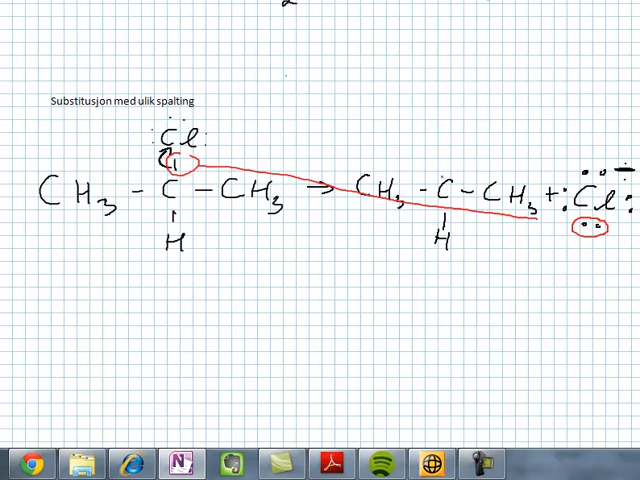 Substitusjon med ulik spalting
Cl
CH3 - C - CH3 → CH3 - C - CH3 + Cl -
H H